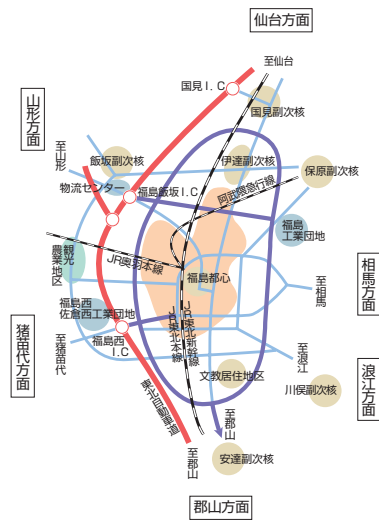 仙台方面
至仙台
国見I.C
国見副次核
山形方面
至山形
飯坂副次核
伊達副次核
保原副次核
物流センター
福島飯坂I.C
阿武隈急行線
福島
工業団地
観光
農業地区
JR奥羽本線
福島都心
至相馬
相馬方面
福島西
佐倉西工業団地
JR東北新幹線
JR東北本線
猪苗代方面
至猪苗代
福島西
I.C
至浪江
浪江方面
文教居住地区
川俣副次核
東北自動車道
至郡山
至郡山
安達副次核
郡山方面